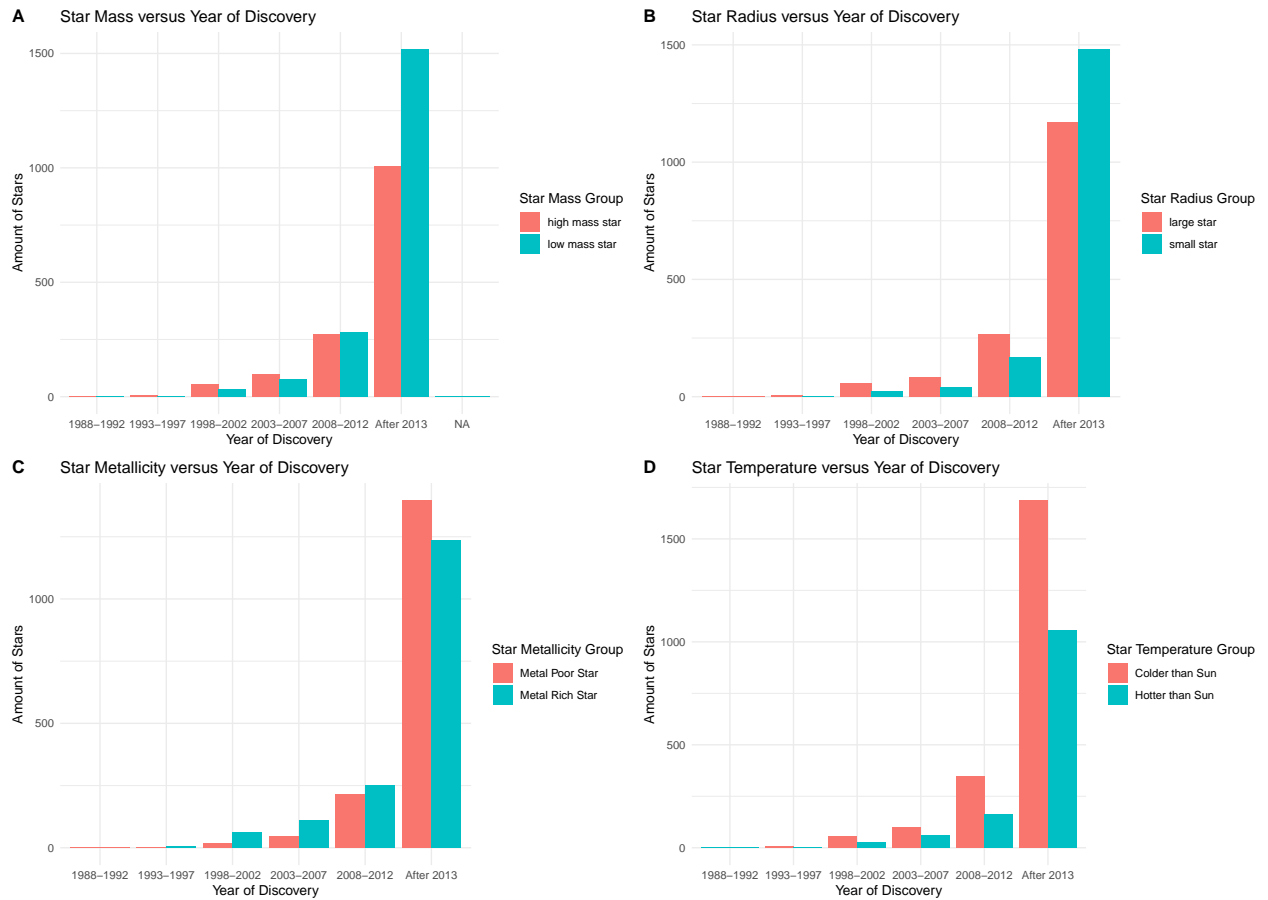 A Star Mass versus Year of Discovery
1500
1000
500
0
Amount of Stars
1988–1992 1993–1997 1998–2002 2003–2007 2008–2012 After 2013 NA
Year of Discovery
Star Mass Group
high mass star
low mass star
B Star Radius versus Year of Discovery
1500
1000
500
0
Amount of Stars
1988–1992 1993–1997 1998–2002 2003–2007 2008–2012 After 2013
Year of Discovery
Star Radius Group
large star
small star
C Star Metallicity versus Year of Discovery
1000
500
0
Amount of Stars
1988–1992 1993–1997 1998–2002 2003–2007 2008–2012 After 2013
Year of Discovery
Star Metallicity Group
Metal Poor Star
Metal Rich Star
D Star Temperature versus Year of Discovery
1500
1000
500
0
Amount of Stars
1988–1992 1993–1997 1998–2002 2003–2007 2008–2012 After 2013
Year of Discovery
Star Temperature Group
Colder than Sun
Hotter than Sun